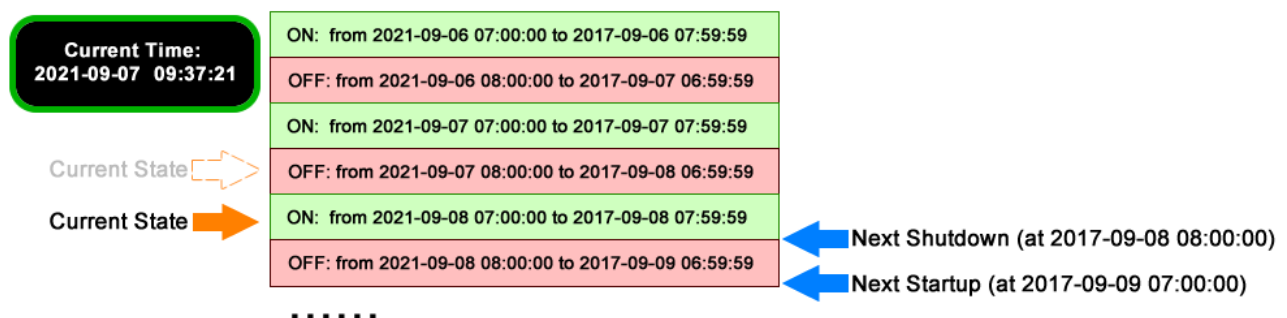 Current Time:
2021-09-07 09:37:21
ON: from 2021-09-06 07:00:00 to 2017-09-06 07:59:59
OFF: from 2021-09-06 08:00:00 to 2017-09-07 06:59:59
ON: from 2021-09-07 07:00:00 to 2017-09-07 07:59:59
Current State
OFF: from 2021-09-07 08:00:00 to 2017-09-08 06:59:59
Current State
ON: from 2021-09-08 07:00:00 to 2017-09-08 07:59:59
Next Shutdown (at 2017-09-08 08:00:00)
OFF: from 2021-09-08 08:00:00 to 2017-09-09 06:59:59
Next Startup (at 2017-09-09 07:00:00)
......